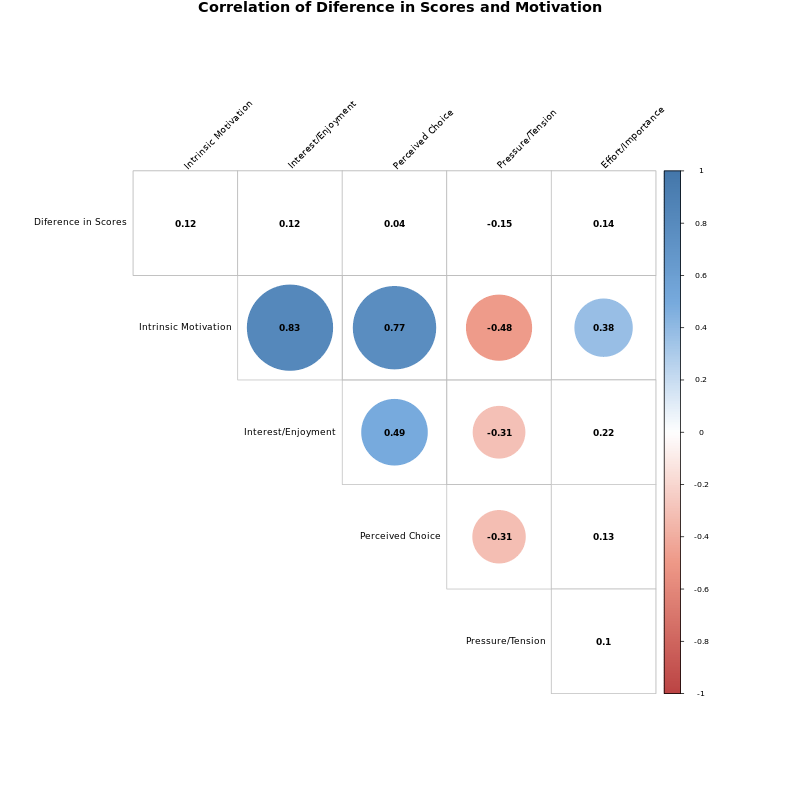 Correlation of Diference in Scores and Motivation
Intrinsic Motivation
Interest/Enjoyment
Perceived Choice
Pressure/Tension
Effort/Importance
Diference in Scores 0.12 0.12 0.04 -0.15 0.14
Intrinsic Motivation 0.83 0.77 -0.48 0.38
Interest/Enjoyment 0.49 -0.31 0.22
Perceived Choice -0.31 0.13
Pressure/Tension 0.1
1
0.8
0.6
0.4
0.2
0
-0.2
-0.4
-0.6
-0.8
-1